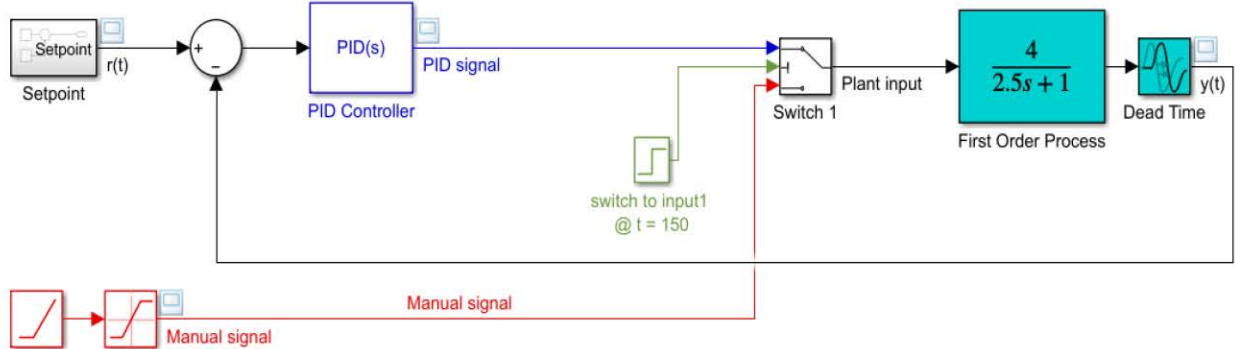 Setpoint
r(t)
Setpoint
+
−
PID(s)
PID signal
PID Controller
Switch 1
Plant input
4
2.5s + 1
First Order Process
Dead Time
y(t)
switch to input1
@ t = 150
Manual signal
Manual signal